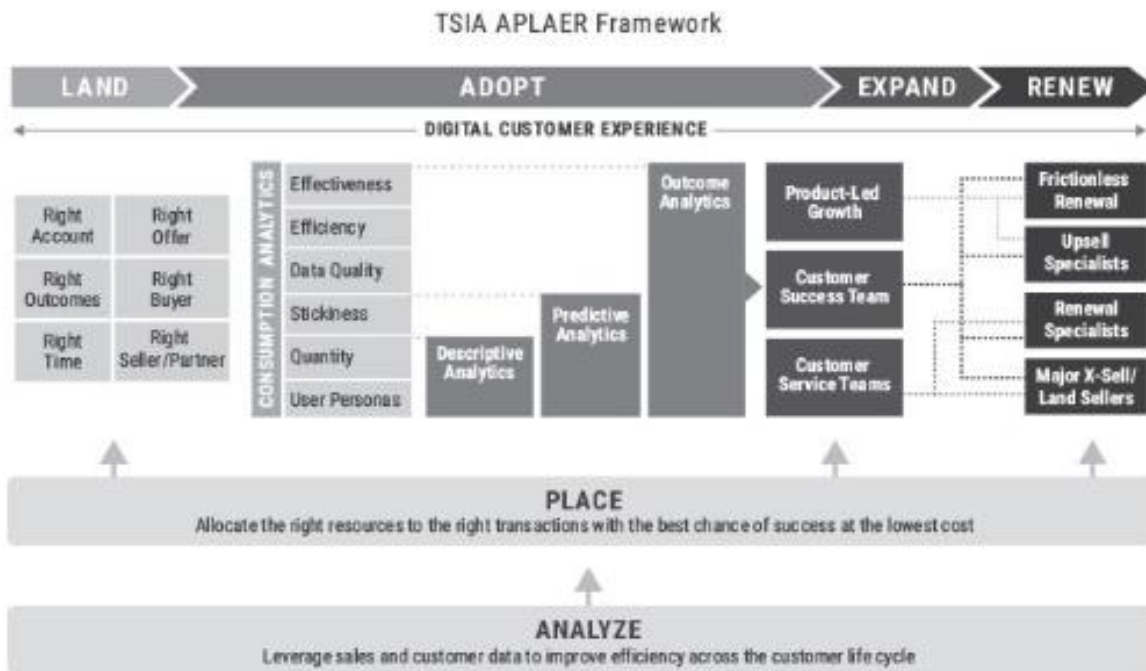 TSIA APLAER Framework
LAND
ADOPT
EXPAND
RENEW
DIGITAL CUSTOMER EXPERIENCE
Right
Account
Right
Offer
Right
Outcomes
Right
Buyer
Right
Time
Right
Seller/Partner
CONSUMPTION ANALYTICS
Effectiveness
Efficiency
Data Quality
Stickiness
Quantity
User Personas
Descriptive
Analytics
Predictive
Analytics
Outcome
Analytics
Product-Led
Growth
Customer
Success Team
Customer
Service Teams
Frictionless
Renewal
Upsell
Specialists
Renewal
Specialists
Major X-Sell/
Land Sellers
PLACE
Allocate the right resources to the right transactions with the best chance of success at the lowest cost
ANALYZE
Leverage sales and customer data to improve efficiency across the customer life cycle